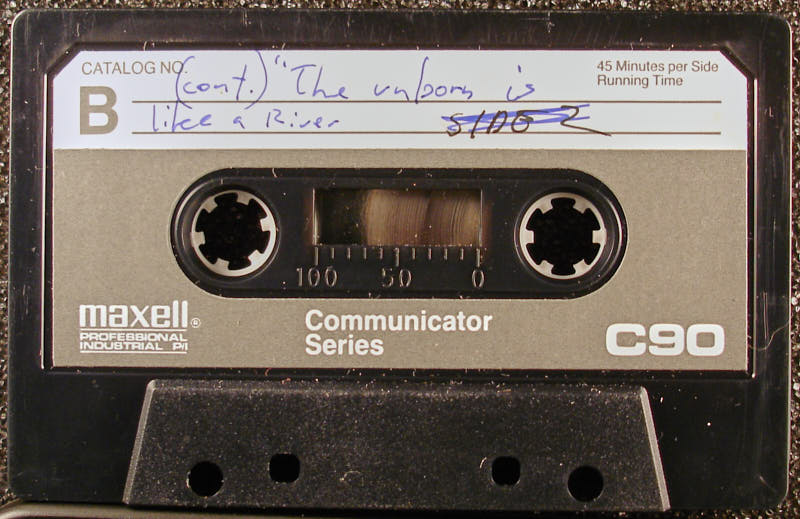 CATALOG NO.
45 Minutes per Side
Running Time
B
(cont.) "The unborn is
like a River
SIDE 2
100 50 0
maxell®
PROFESSIONAL
INDUSTRIAL P/I
Communicator
Series
C90